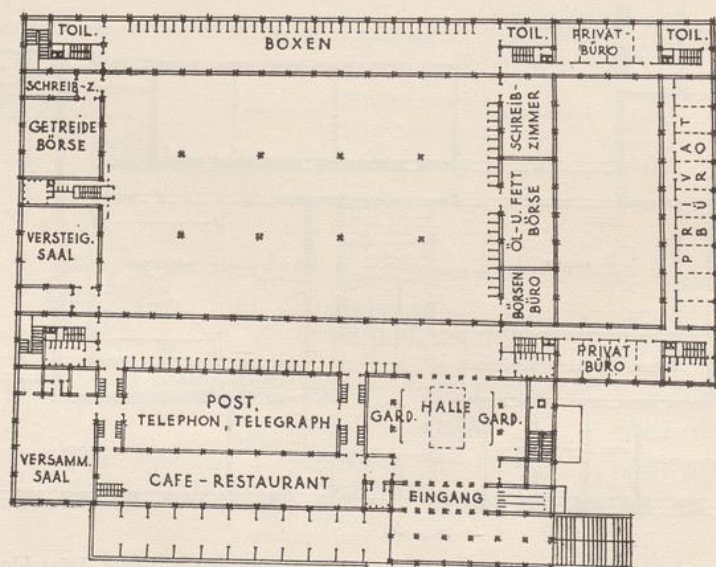 TOIL.
BOXEN
TOIL.
PRIVAT-
BÜRO
TOIL.
SCHREIB-Z.
GETREIDE
BÖRSE
SCHREIB-
ZIMMER
PRIVAT
BÜRO
VERSTEIG.
SAAL
ÖL-U. FETT
BÖRSE
BÖRSEN
BÜRO
PRIVAT
BÜRO
POST,
TELEPHON, TELEGRAPH
GARD.
HALLE
GARD.
VERSAMM.
SAAL
CAFE-RESTAURANT
EINGANG